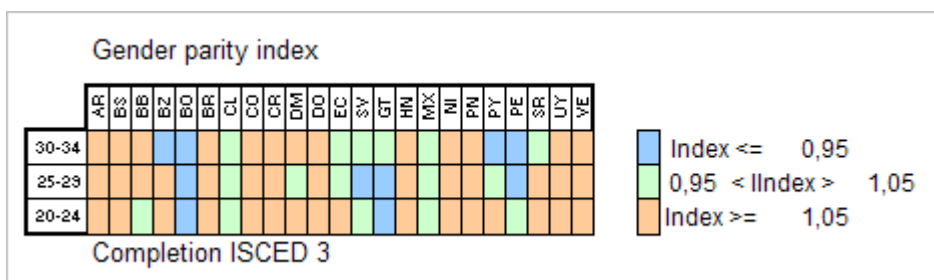 Gender parity index
AR BS BB BZ BO BR CL CO CR DM DO EC SV GT HN MX NI PN PY PE SR UY VE
30-34
25-29
20-24
Completion ISCED 3
Index <= 0,95
0,95 < IIndex > 1,05
Index >= 1,05